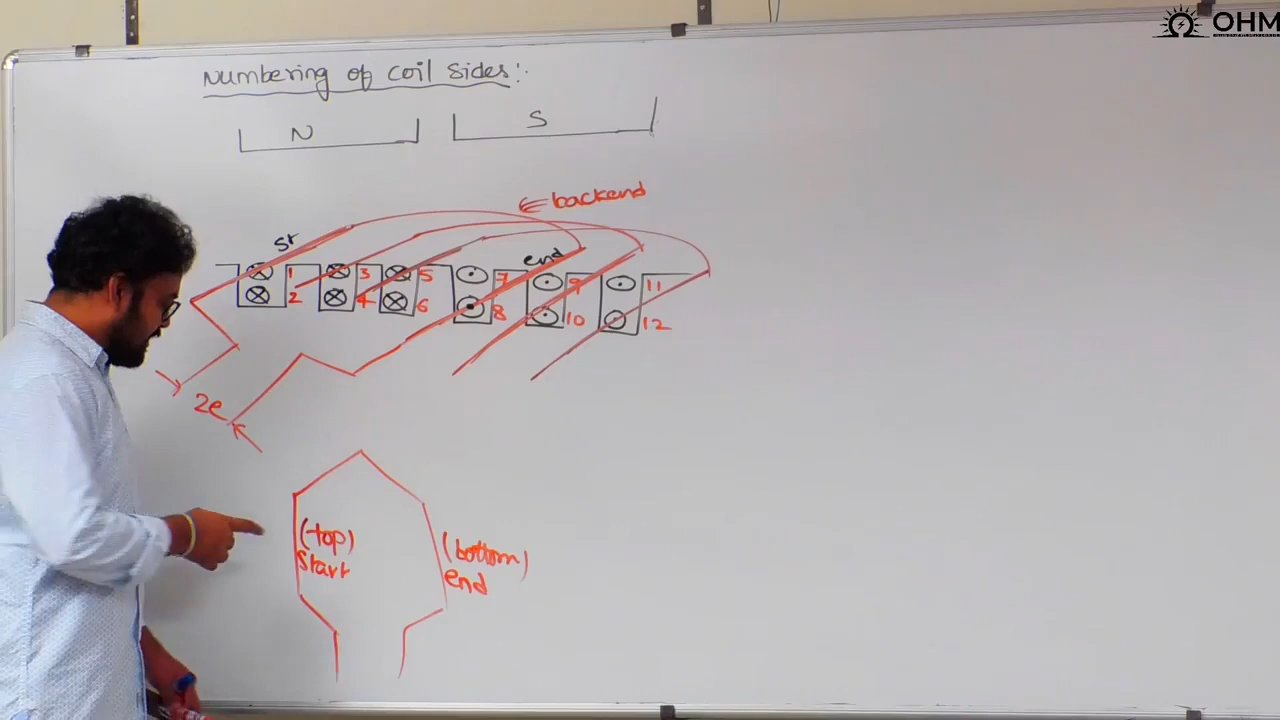 OHM
Numbering of coil sides:
N S
backend
st end
1 3 5 7 9 11
2 4 6 8 10 12
2e
(top) (bottom)
Start end